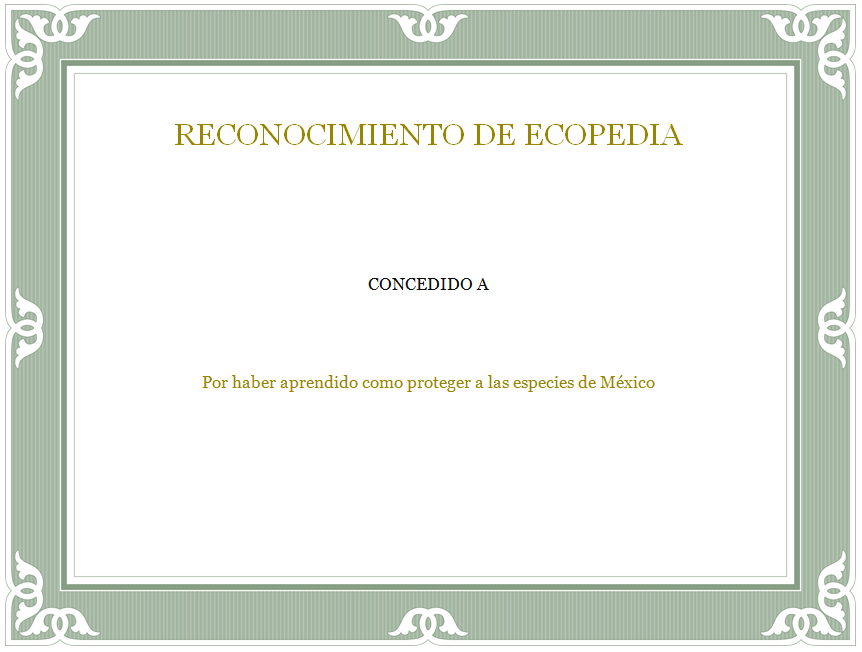 RECONOCIMIENTO DE ECOPEDIA
CONCEDIDO A
Por haber aprendido como proteger a las especies de México